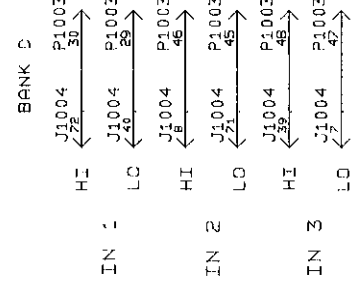 BANK
IN 1 HI J1004 72 P1003 30
LO J1004 40 P1003 29
IN 2 HI J1004 8 P1003 46
LO J1004 71 P1003 45
IN 3 HI J1004 39 P1003 48
LO J1004 7 P1003 47